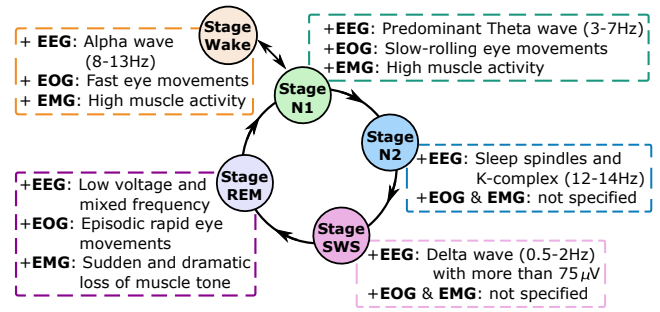 + EEG: Alpha wave
(8-13Hz)
+ EOG: Fast eye movements
+ EMG: High muscle activity
Stage
Wake
+EEG: Predominant Theta wave (3-7Hz)
+EOG: Slow-rolling eye movements
+EMG: High muscle activity
Stage
N1
Stage
N2
+EEG: Sleep spindles and
K-complex (12-14Hz)
+EOG & EMG: not specified
Stage
REM
+EEG: Low voltage and
mixed frequency
+EOG: Episodic rapid eye
movements
+EMG: Sudden and dramatic
loss of muscle tone
Stage
SWS
+EEG: Delta wave (0.5-2Hz)
with more than 75μV
+EOG & EMG: not specified